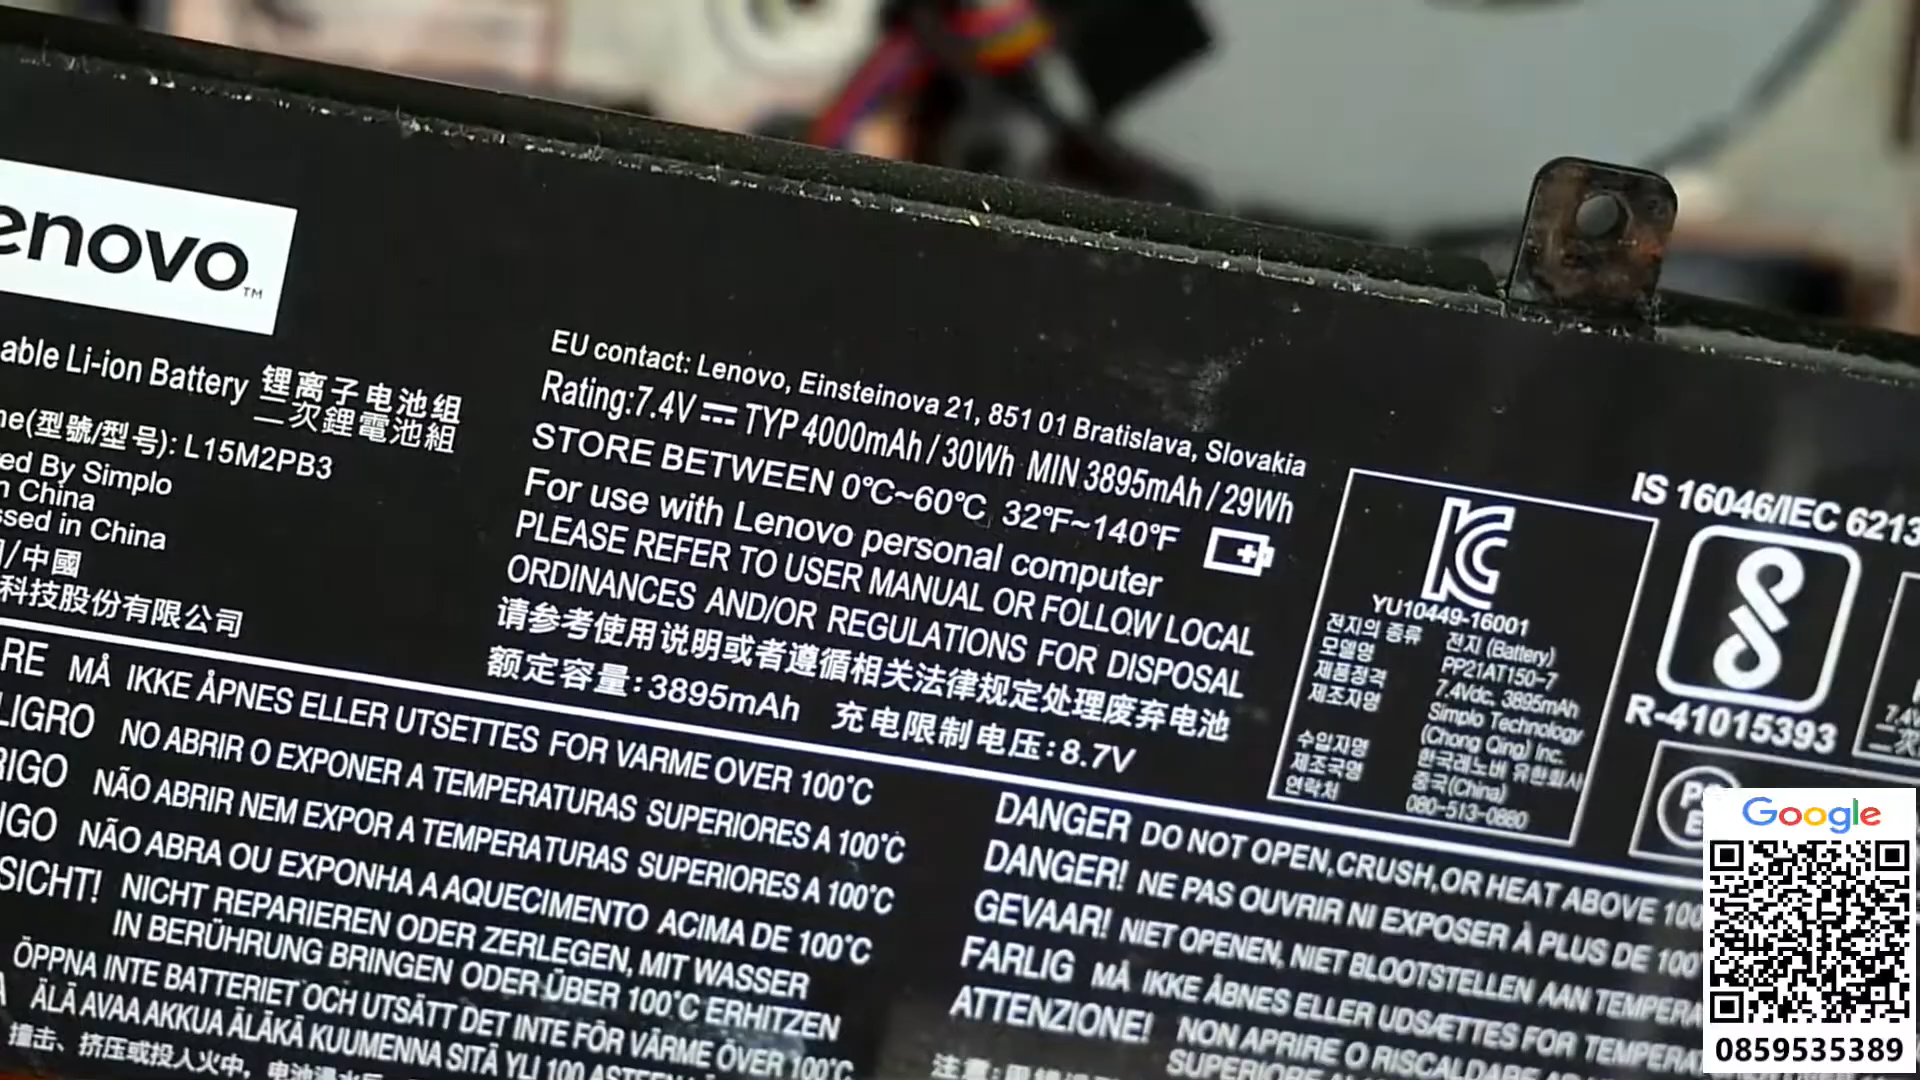 enovo™
able Li-ion Battery 锂离子电池组
二次鋰電池組
ne(型號/型号): L15M2PB3
ed By Simplo
n China
ssed in China
/中國
科技股份有限公司
EU contact: Lenovo, Einsteinova 21, 851 01 Bratislava, Slovakia
Rating:7.4V⎓ TYP 4000mAh / 30Wh MIN 3895mAh / 29Wh
STORE BETWEEN 0℃~60℃, 32℉~140℉
For use with Lenovo personal computer
PLEASE REFER TO USER MANUAL OR FOLLOW LOCAL
ORDINANCES AND/OR REGULATIONS FOR DISPOSAL
请参考使用说明或者遵循相关法律规定处理废弃电池
额定容量:3895mAh 充电限制电压:8.7V
YU10449-16001
전지의 종류 전지 (Battery)
모델명 PP21AT150-7
제품정격 7.4Vdc, 3895mAh
제조자명 Simplo Technology
(Chong Qing) Inc.
수입자명 한국레노버 유한회사
제조국명 중국(China)
연락처 080-513-0880
IS 16046/IEC 6213
R-41015393
RE MÅ IKKE ÅPNES ELLER UTSETTES FOR VARME OVER 100°C
LIGRO NO ABRIR O EXPONER A TEMPERATURAS SUPERIORES A 100°C
RIGO NÃO ABRIR NEM EXPOR A TEMPERATURAS SUPERIORES A 100°C
IGO NÃO ABRA OU EXPONHA A AQUECIMENTO ACIMA DE 100°C
SICHT! NICHT REPARIEREN ODER ZERLEGEN, MIT WASSER
IN BERÜHRUNG BRINGEN ODER ÜBER 100°C ERHITZEN
ÖPPNA INTE BATTERIET OCH UTSÄTT DET INTE FÖR VÄRME ÖVER 100°C
ÄLÄ AVAA AKKUA ÄLÄKÄ KUUMENNA SITÄ YLI 100
撞击、挤压或投入火中,
DANGER DO NOT OPEN, CRUSH, OR HEAT ABOVE 100
DANGER! NE PAS OUVRIR NI EXPOSER À PLUS DE 100
GEVAAR! NIET OPENEN, NIET BLOOTSTELLEN AAN TEMPERA
FARLIG MÅ IKKE ÅBNES ELLER UDSÆTTES FOR TEMPERAT
ATTENZIONE! NON APRIRE O RISCALDARE
Google
0859535389